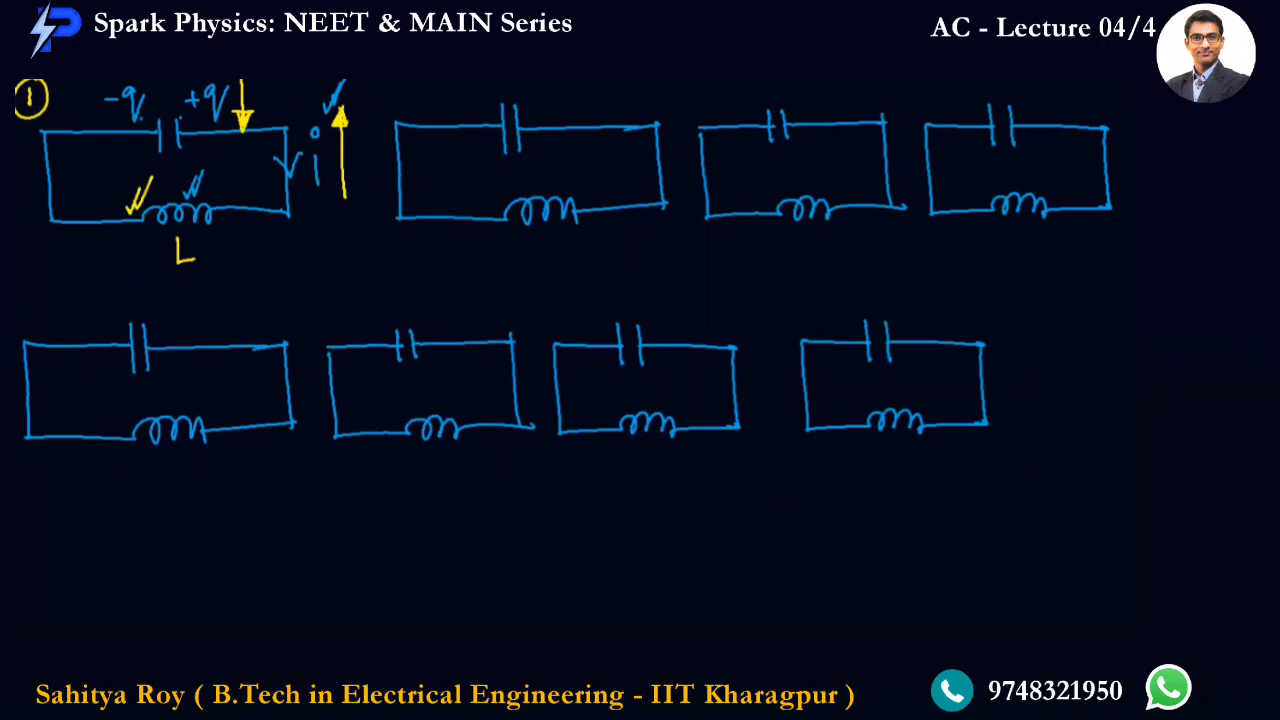 Spark Physics: NEET & MAIN Series
AC - Lecture 04/4
1
-q +q
i
L
Sahitya Roy ( B.Tech in Electrical Engineering - IIT Kharagpur )
9748321950